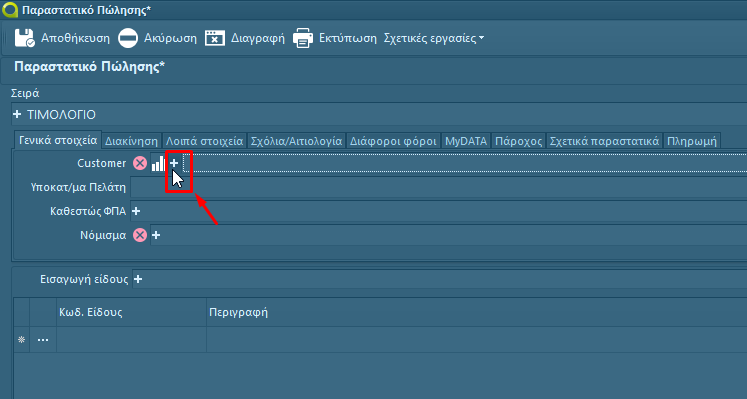 Παραστατικό Πώλησης*
Αποθήκευση Ακύρωση Διαγραφή Εκτύπωση Σχετικές εργασίες
Παραστατικό Πώλησης*
Σειρά
+ ΤΙΜΟΛΟΓΙΟ
Γενικά στοιχεία Διακίνηση Λοιπά στοιχεία Σχόλια/Αιτιολογία Διάφοροι φόροι MyDATA Πάροχος Σχετικά παραστατικά Πληρωμή
Customer +
Υποκατ/μα Πελάτη
Καθεστώς ΦΠΑ +
Νόμισμα +
Εισαγωγή είδους +
Κωδ. Είδους Περιγραφή
* ...